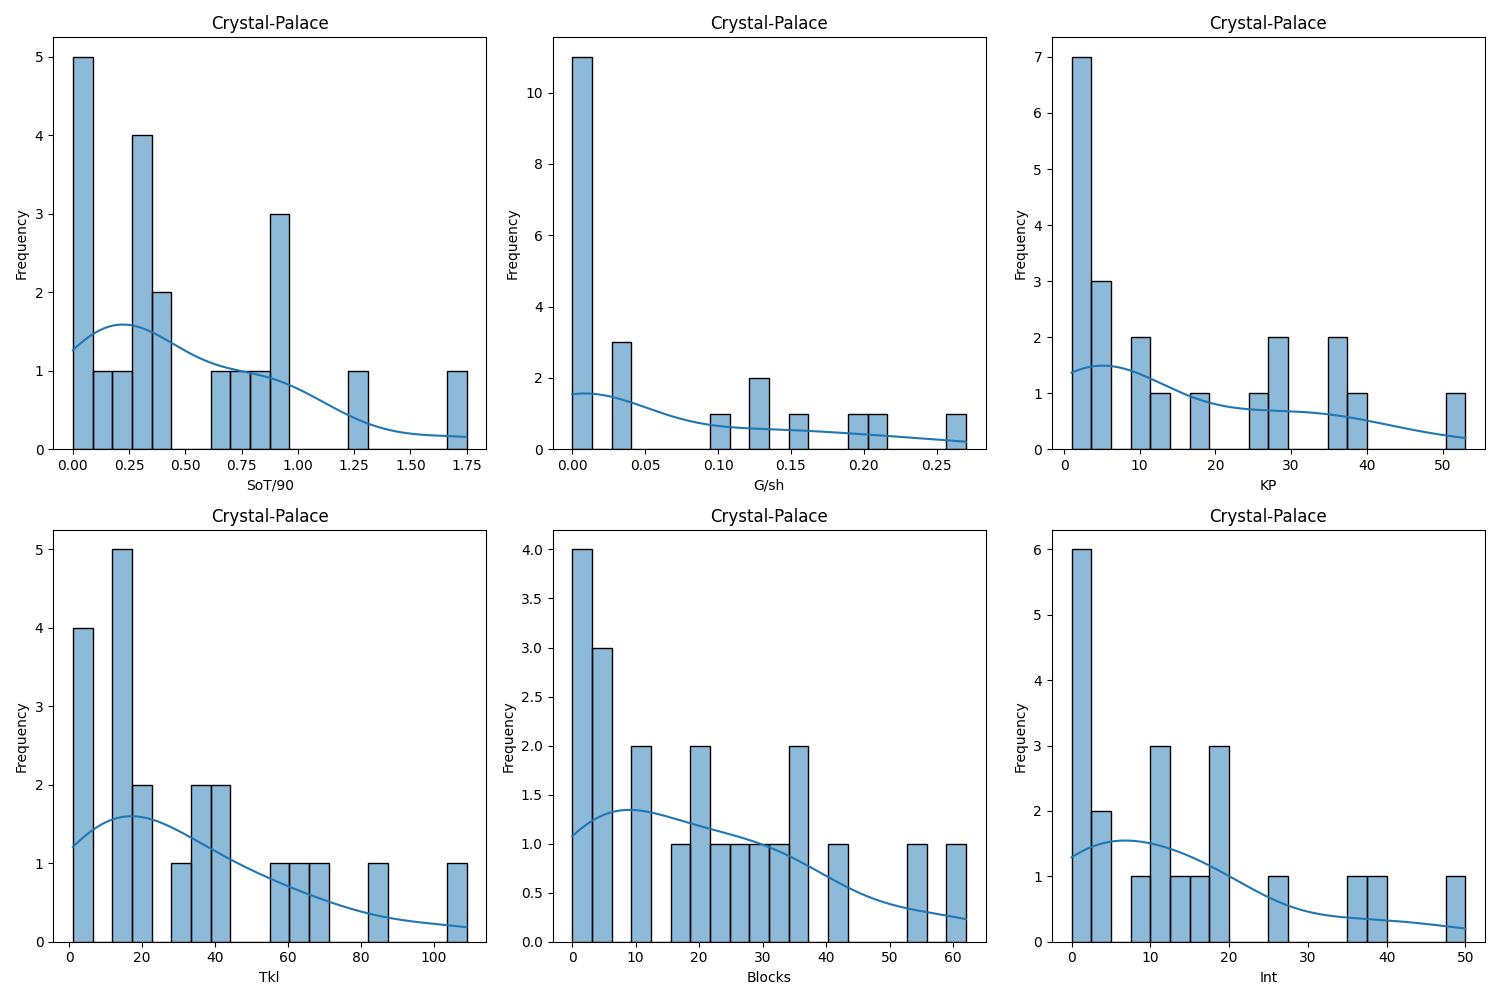 Crystal-Palace
Crystal-Palace
Crystal-Palace
5
4
3
2
1
0
Frequency
0.00 0.25 0.50 0.75 1.00 1.25 1.50 1.75
SoT/90
10
8
6
4
2
0
Frequency
0.00 0.05 0.10 0.15 0.20 0.25
G/sh
7
6
5
4
3
2
1
0
Frequency
0 10 20 30 40 50
KP
Crystal-Palace
Crystal-Palace
Crystal-Palace
5
4
3
2
1
0
Frequency
0 20 40 60 80 100
Tkl
4.0
3.5
3.0
2.5
2.0
1.5
1.0
0.5
0.0
Frequency
0 10 20 30 40 50 60
Blocks
6
5
4
3
2
1
0
Frequency
0 10 20 30 40 50
Int